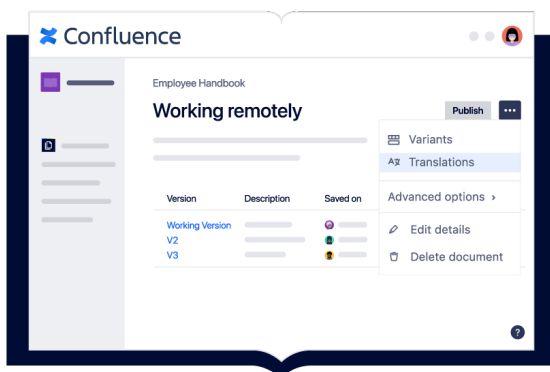 Confluence
Employee Handbook
Working remotely
Publish
Variants
Translations
Advanced options ›
Edit details
Delete document
Version Description Saved on
Working Version
V2
V3
?